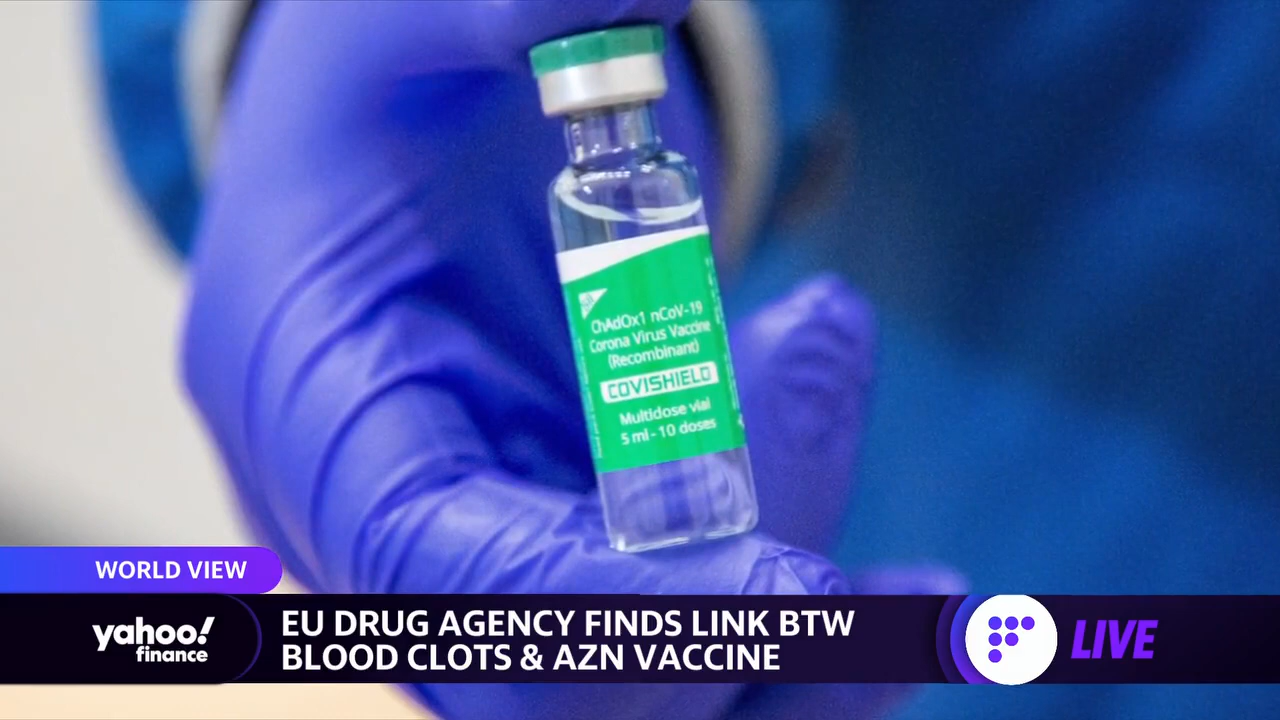 ChAdOx1 nCoV-19
Corona Virus Vaccine
(Recombinant)
COVISHIELD
Multidose vial
5 ml - 10 doses
WORLD VIEW
yahoo!
finance
EU DRUG AGENCY FINDS LINK BTW
BLOOD CLOTS & AZN VACCINE
LIVE